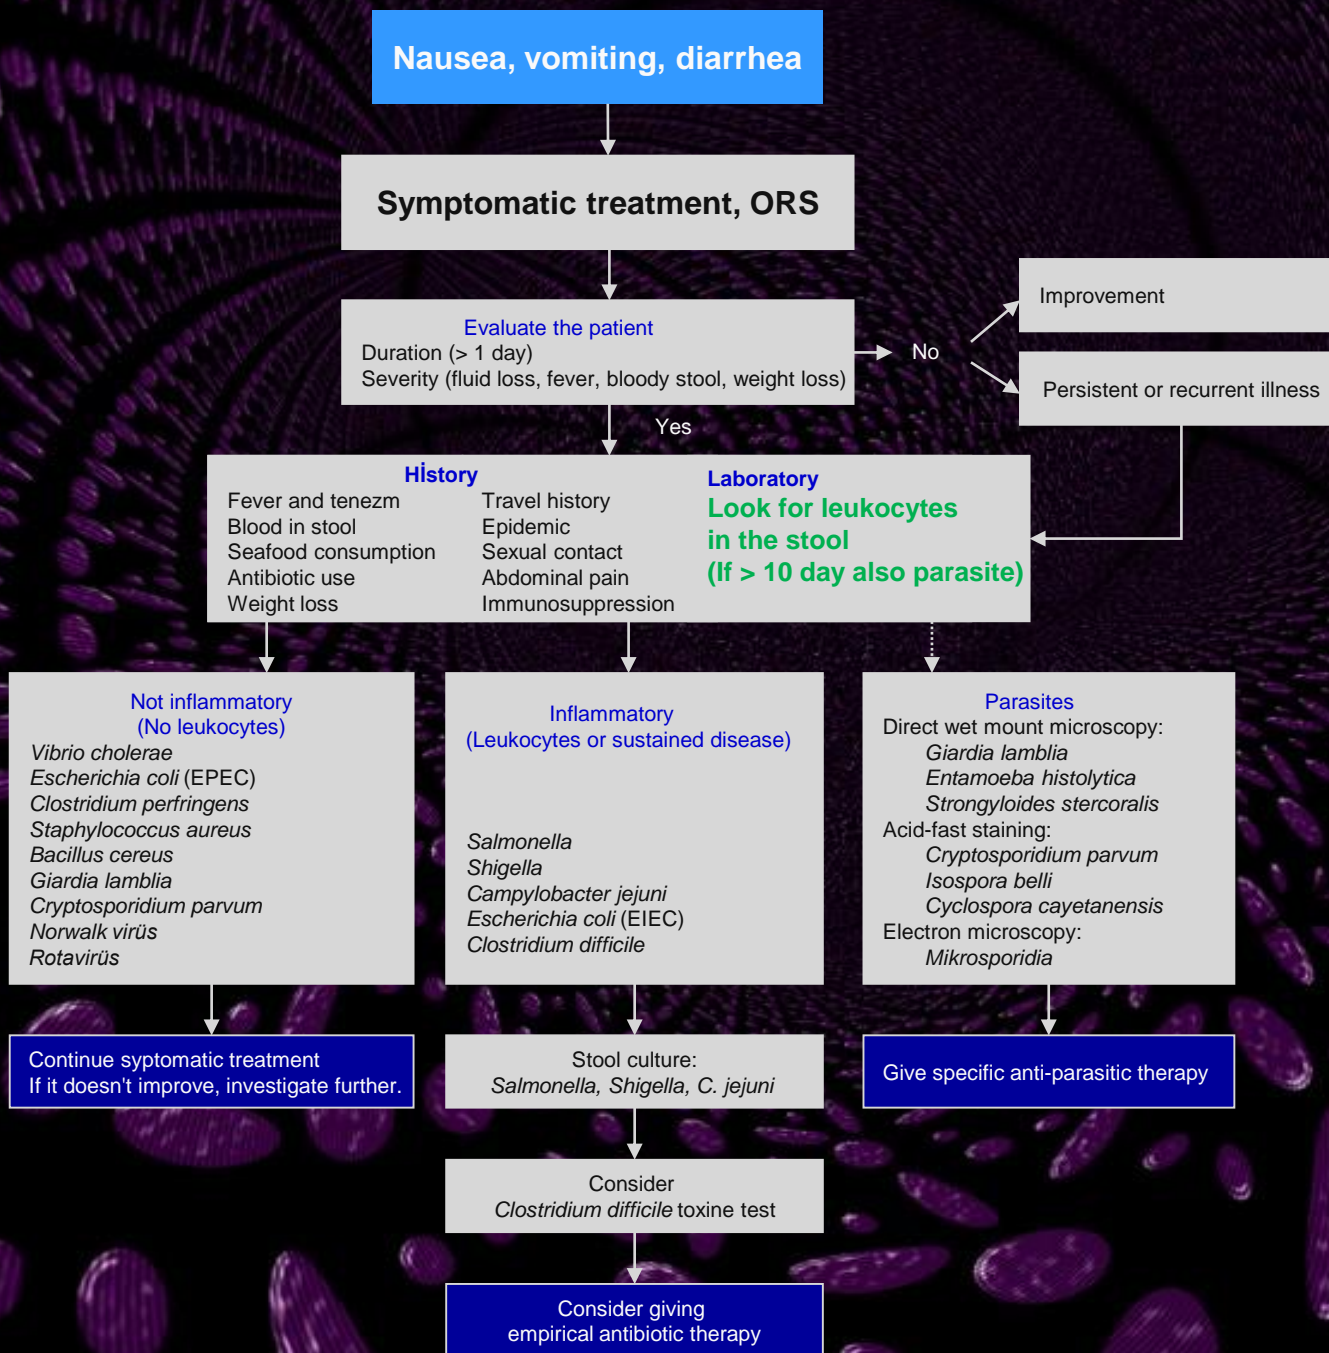 Nausea, vomiting, diarrhea
Symptomatic treatment, ORS
Evaluate the patient
Duration (> 1 day)
Severity (fluid loss, fever, bloody stool, weight loss)
No
Improvement
Persistent or recurrent illness
Yes
Hİstory
Fever and tenezm
Blood in stool
Seafood consumption
Antibiotic use
Weight loss
Travel history
Epidemic
Sexual contact
Abdominal pain
Immunosuppression
Laboratory
Look for leukocytes
in the stool
(If > 10 day also parasite)
Not inflammatory
(No leukocytes)
Vibrio cholerae
Escherichia coli (EPEC)
Clostridium perfringens
Staphylococcus aureus
Bacillus cereus
Giardia lamblia
Cryptosporidium parvum
Norwalk virüs
Rotavirüs
Inflammatory
(Leukocytes or sustained disease)
Salmonella
Shigella
Campylobacter jejuni
Escherichia coli (EIEC)
Clostridium difficile
Parasites
Direct wet mount microscopy:
Giardia lamblia
Entamoeba histolytica
Strongyloides stercoralis
Acid-fast staining:
Cryptosporidium parvum
Isospora belli
Cyclospora cayetanensis
Electron microscopy:
Mikrosporidia
Continue syptomatic treatment
If it doesn't improve, investigate further.
Stool culture:
Salmonella, Shigella, C. jejuni
Give specific anti-parasitic therapy
Consider
Clostridium difficile toxine test
Consider giving
empirical antibiotic therapy